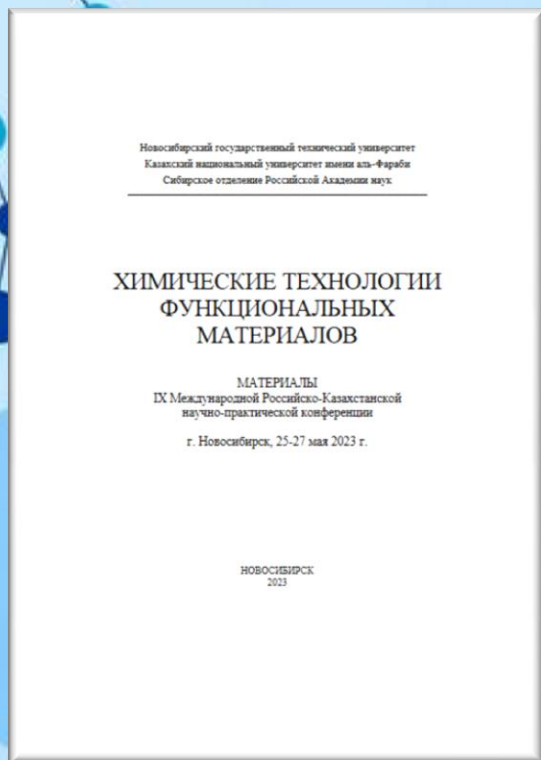 Новосибирский государственный технический университет
Казахский национальный университет имени аль-Фараби
Сибирское отделение Российской Академии наук
ХИМИЧЕСКИЕ ТЕХНОЛОГИИ
ФУНКЦИОНАЛЬНЫХ
МАТЕРИАЛОВ
МАТЕРИАЛЫ
IX Международной Российско-Казахстанской
научно-практической конференции
г. Новосибирск, 25-27 мая 2023 г.
НОВОСИБИРСК
2023